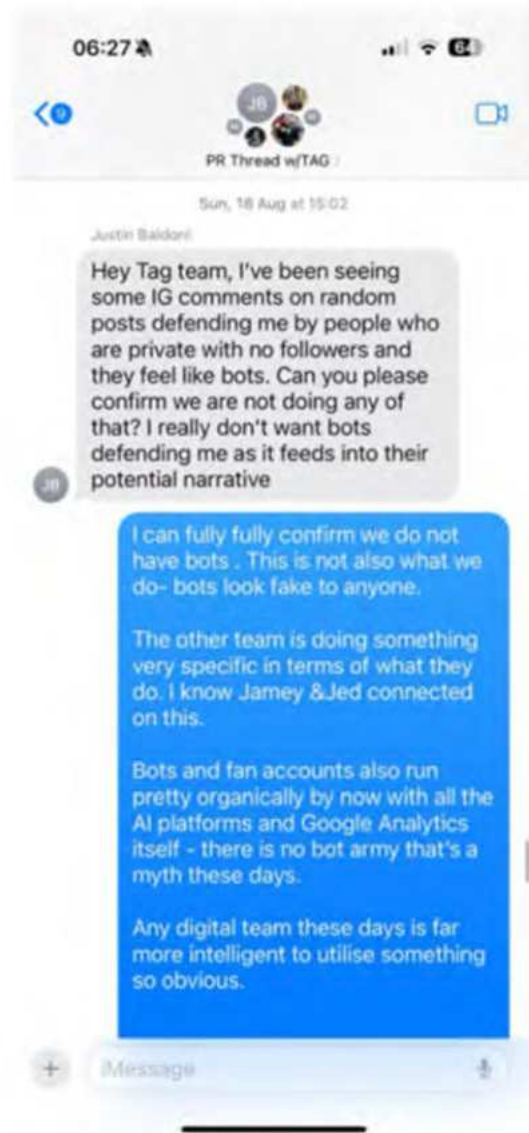 06:27
64
9
JB
PR Thread w/TAG
Sun, 18 Aug at 15:02
Justin Baldoni
Hey Tag team, I've been seeing
some IG comments on random
posts defending me by people who
are private with no followers and
they feel like bots. Can you please
confirm we are not doing any of
that? I really don't want bots
defending me as it feeds into their
potential narrative
JB
I can fully fully confirm we do not
have bots . This is not also what we
do- bots look fake to anyone.
The other team is doing something
very specific in terms of what they
do. I know Jamey &Jed connected
on this.
Bots and fan accounts also run
pretty organically by now with all the
AI platforms and Google Analytics
itself - there is no bot army that's a
myth these days.
Any digital team these days is far
more intelligent to utilise something
so obvious.
iMessage